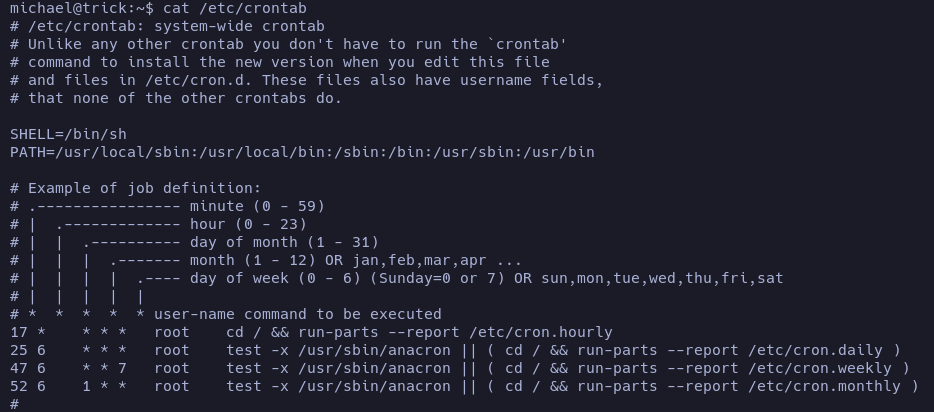 michael@trick:~$ cat /etc/crontab
# /etc/crontab: system-wide crontab
# Unlike any other crontab you don't have to run the `crontab'
# command to install the new version when you edit this file
# and files in /etc/cron.d. These files also have username fields,
# that none of the other crontabs do.

SHELL=/bin/sh
PATH=/usr/local/sbin:/usr/local/bin:/sbin:/bin:/usr/sbin:/usr/bin

# Example of job definition:
# .---------------- minute (0 - 59)
# |  .------------- hour (0 - 23)
# |  |  .---------- day of month (1 - 31)
# |  |  |  .------- month (1 - 12) OR jan,feb,mar,apr ...
# |  |  |  |  .---- day of week (0 - 6) (Sunday=0 or 7) OR sun,mon,tue,wed,thu,fri,sat
# |  |  |  |  |
# *  *  *  *  * user-name command to be executed
17 *    * * *   root    cd / && run-parts --report /etc/cron.hourly
25 6    * * *   root    test -x /usr/sbin/anacron || ( cd / && run-parts --report /etc/cron.daily )
47 6    * * 7   root    test -x /usr/sbin/anacron || ( cd / && run-parts --report /etc/cron.weekly )
52 6    1 * *   root    test -x /usr/sbin/anacron || ( cd / && run-parts --report /etc/cron.monthly )
#